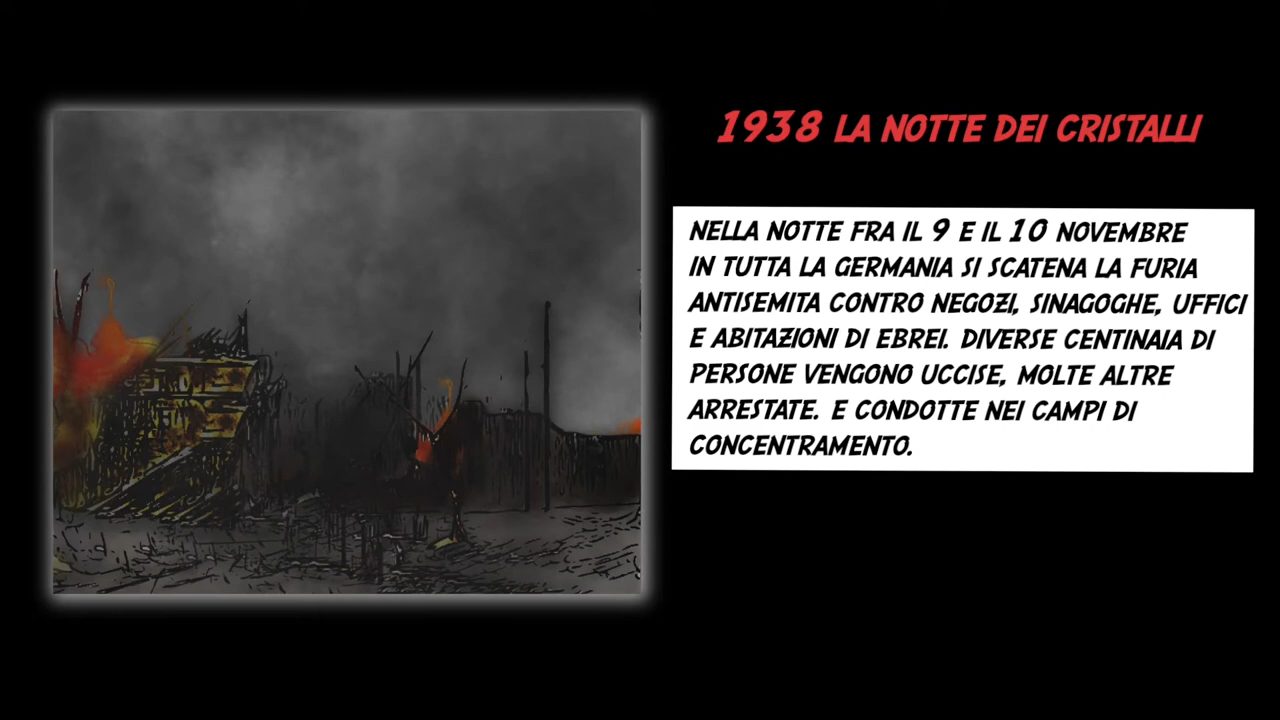 1938 LA NOTTE DEI CRISTALLI
NELLA NOTTE FRA IL 9 E IL 10 NOVEMBRE
IN TUTTA LA GERMANIA SI SCATENA LA FURIA
ANTISEMITA CONTRO NEGOZI, SINAGOGHE, UFFICI
E ABITAZIONI DI EBREI. DIVERSE CENTINAIA DI
PERSONE VENGONO UCCISE, MOLTE ALTRE
ARRESTATE. E CONDOTTE NEI CAMPI DI
CONCENTRAMENTO.